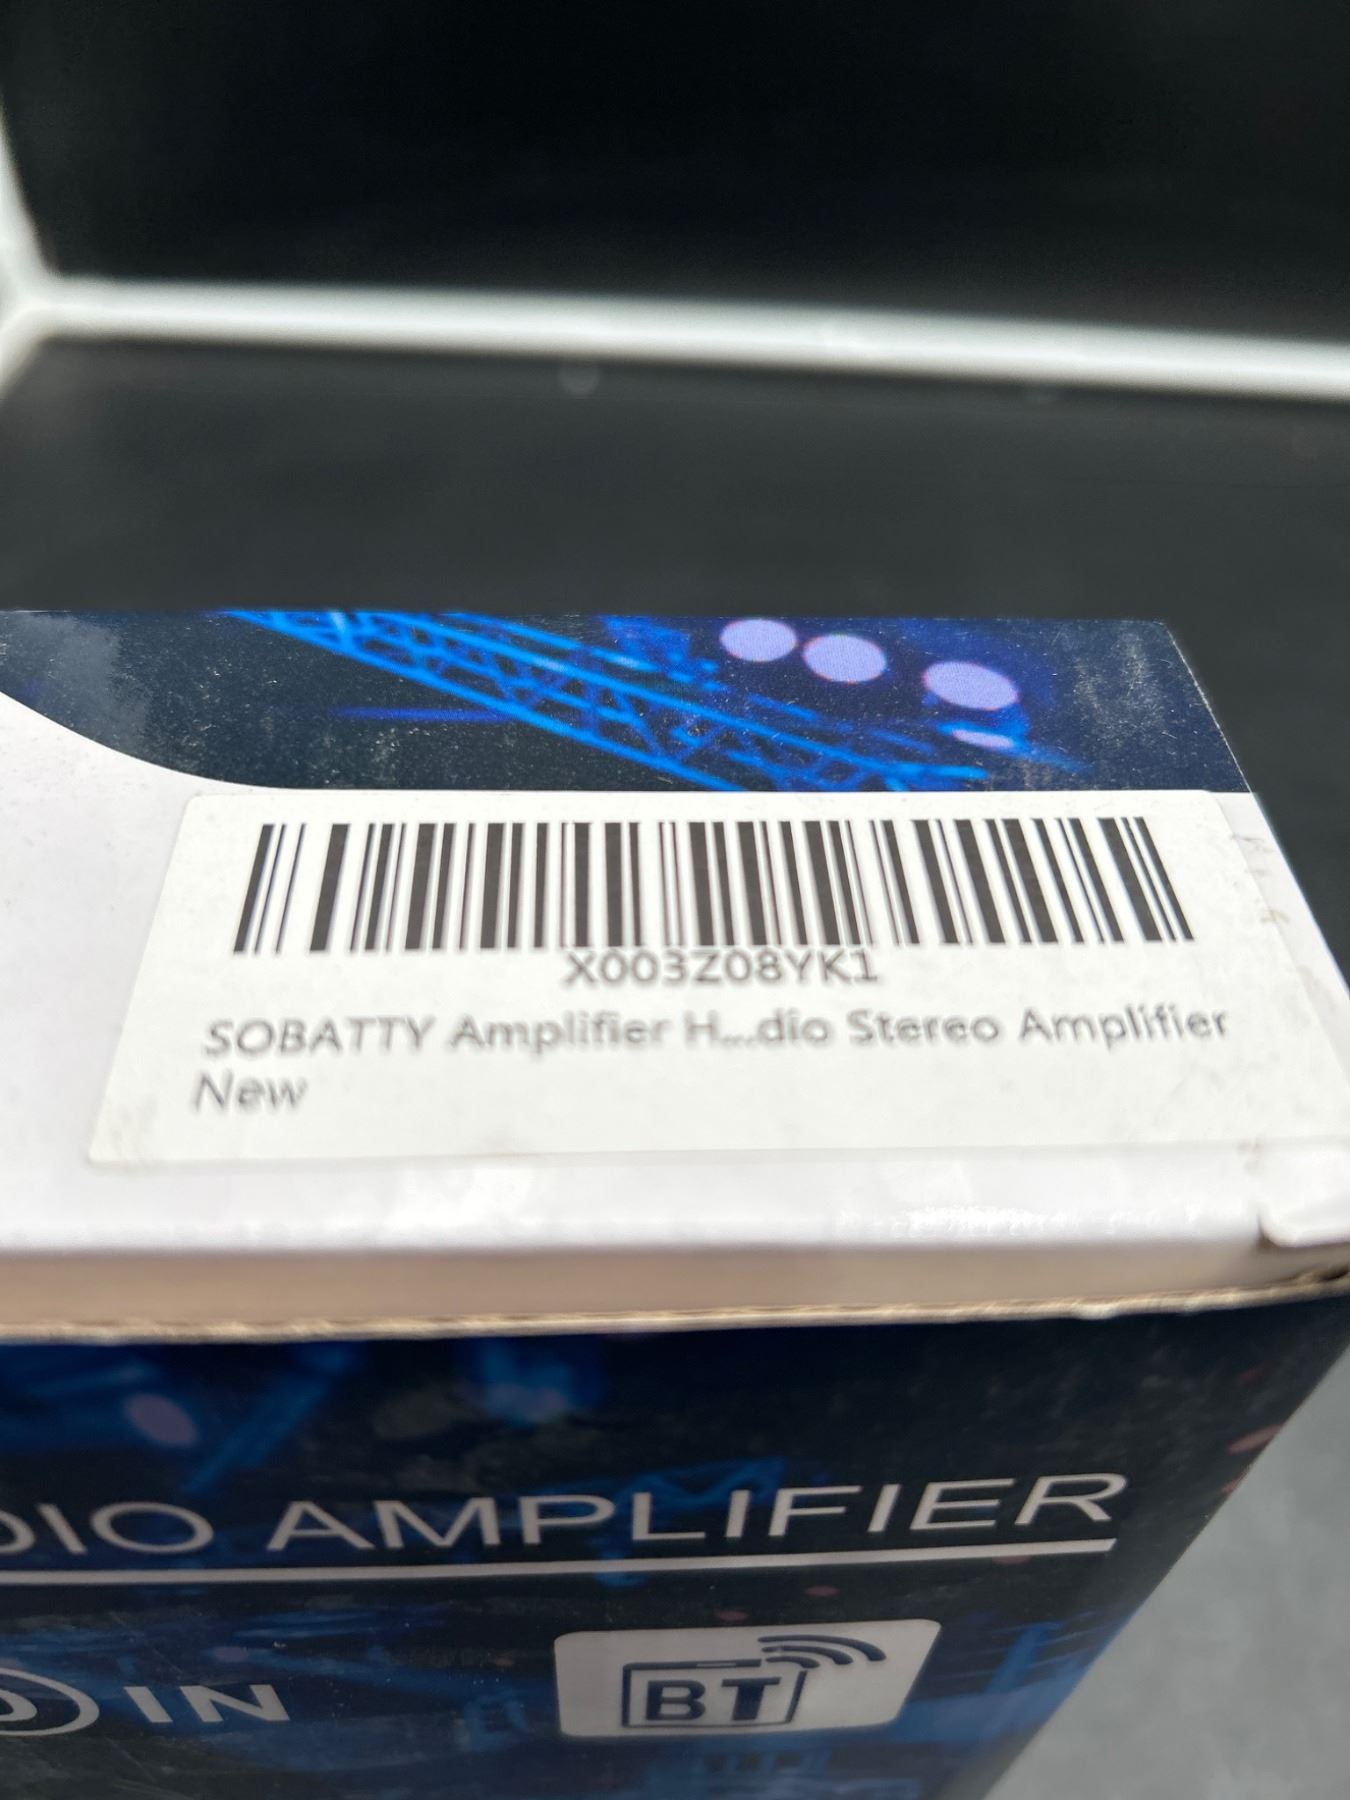 X003Z08YK1
SOBATTY Amplifier H...dio Stereo Amplifier
New
DIO AMPLIFIER
IN
BT